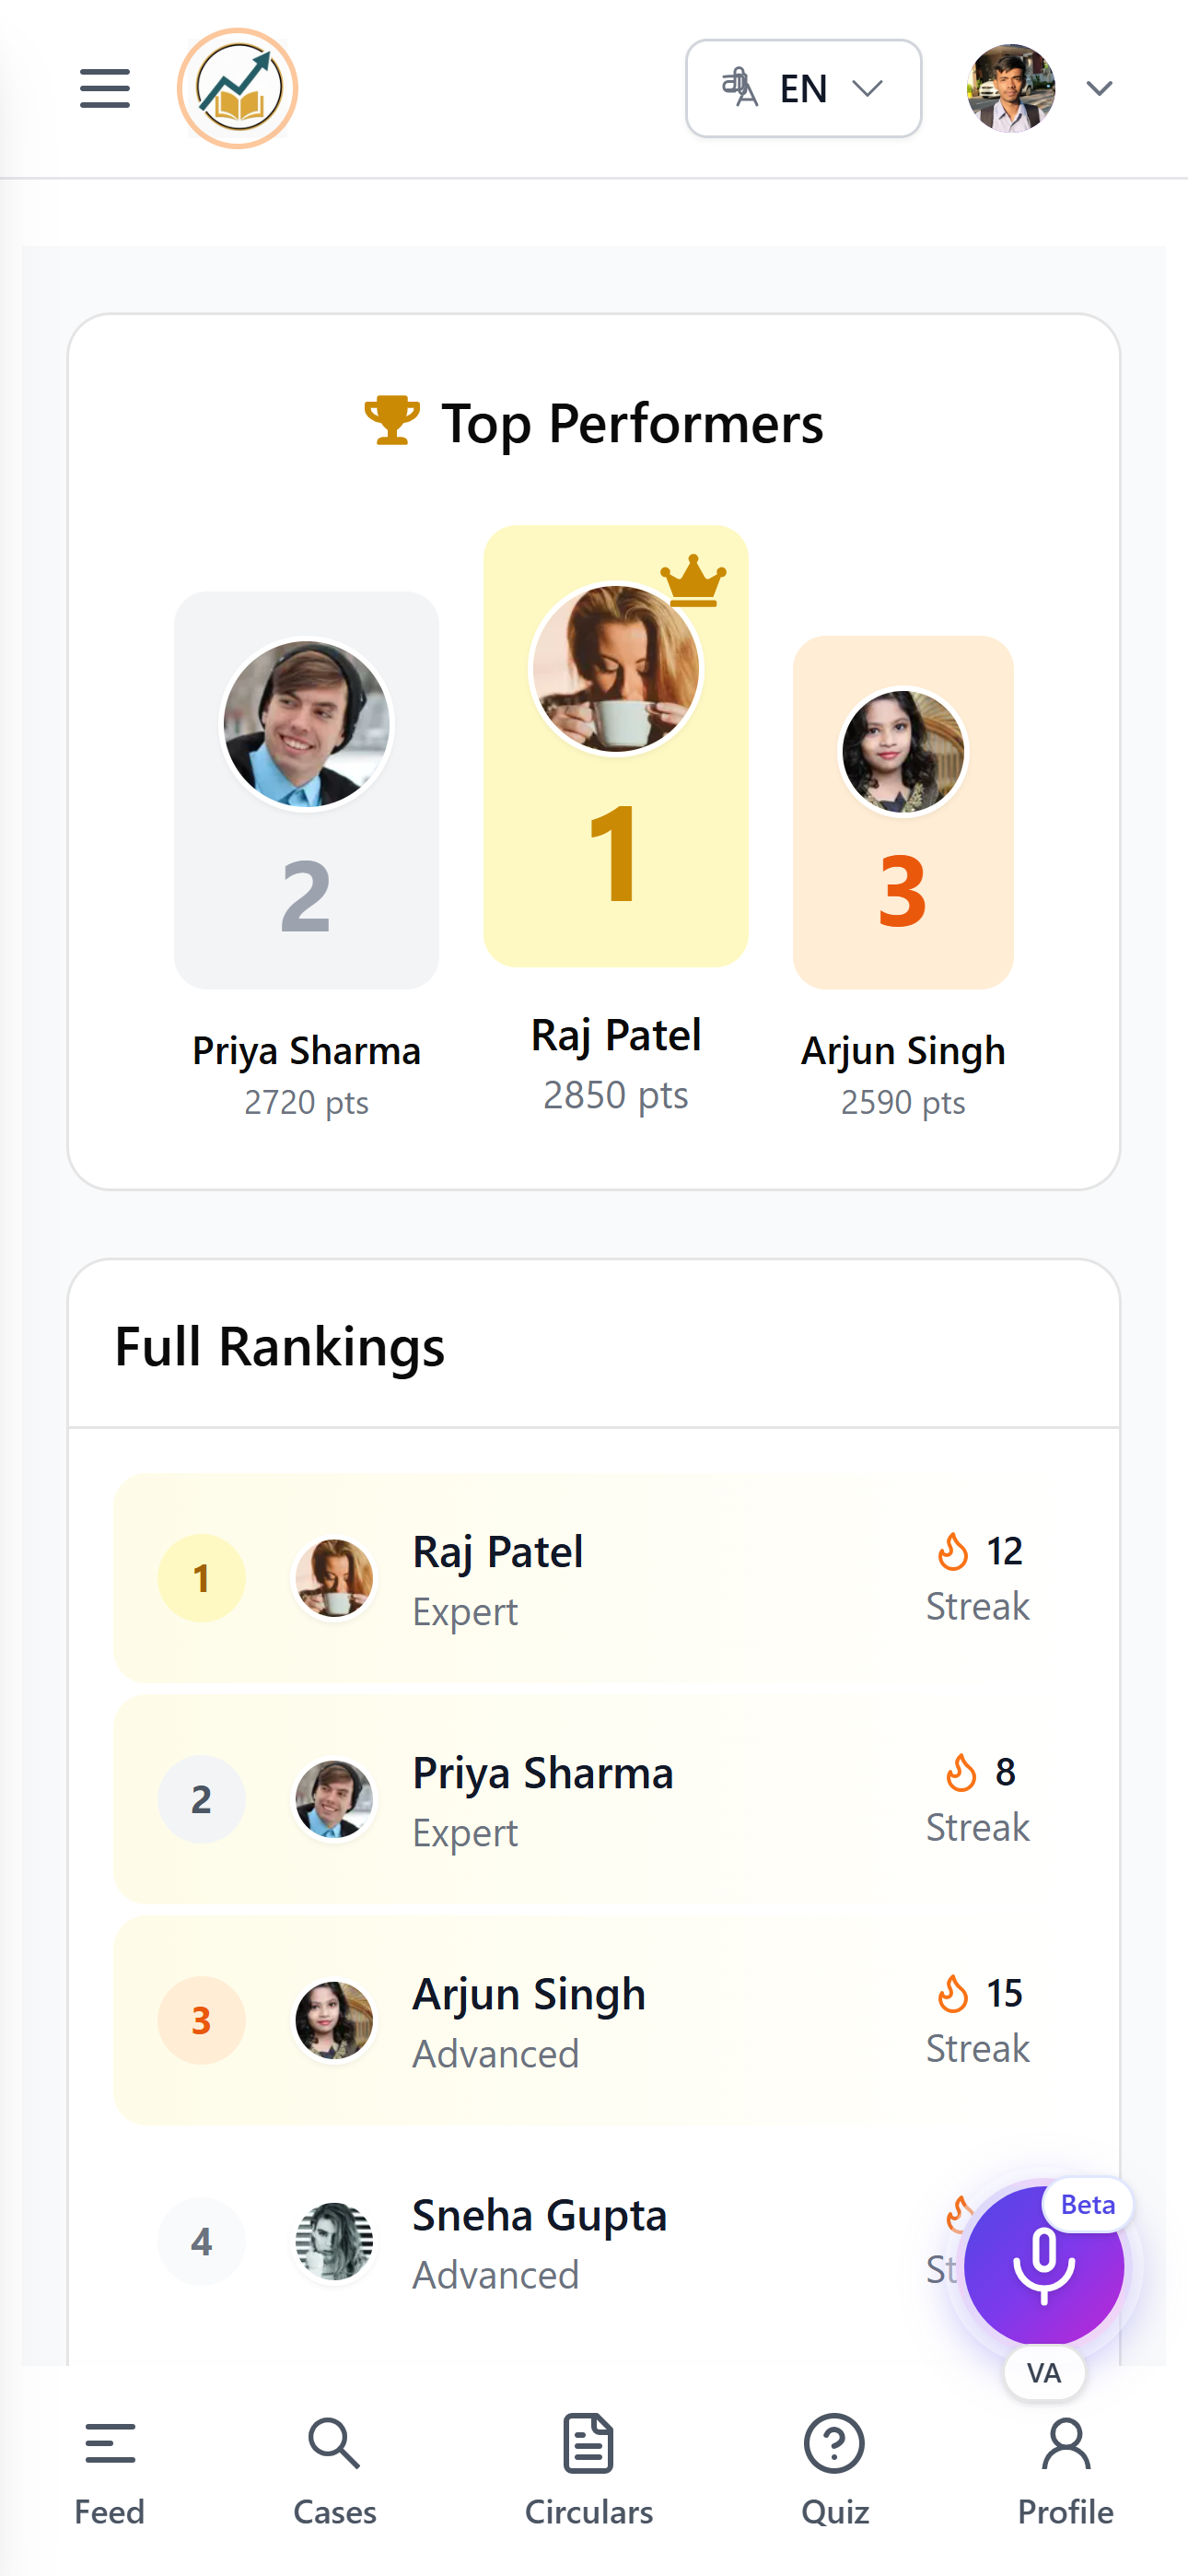 EN
Top Performers
2
1
3
Priya Sharma
2720 pts
Raj Patel
2850 pts
Arjun Singh
2590 pts
Full Rankings
1
Raj Patel
Expert
12
Streak
2
Priya Sharma
Expert
8
Streak
3
Arjun Singh
Advanced
15
Streak
4
Sneha Gupta
Advanced
St
Beta
VA
Feed
Cases
Circulars
Quiz
Profile